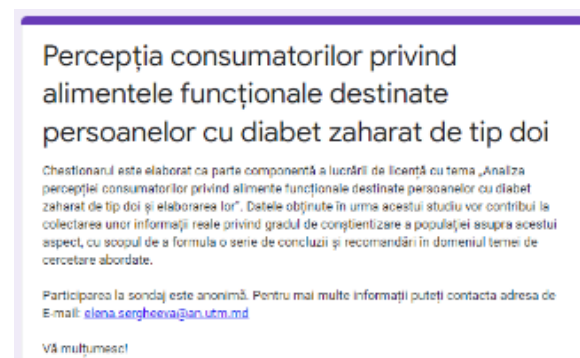 Percepția consumatorilor privind
alimentele funcționale destinate
persoanelor cu diabet zaharat de tip doi
Chestionarul este elaborat ca parte componentă a lucrării de licență cu tema „Analiza
percepției consumatorilor privind alimente funcționale destinate persoanelor cu diabet
zaharat de tip doi și elaborarea lor”. Datele obținute în urma acestui studiu vor contribui la
colectarea unor informații reale privind gradul de conștientizare a populației asupra acestui
aspect, cu scopul de a formula o serie de concluzii și recomandări în domeniul temei de
cercetare abordate.
Participarea la sondaj este anonimă. Pentru mai multe informații puteți contacta adresa de
E-mail: elena.sergheeva@an.utm.md
Vă mulțumesc!